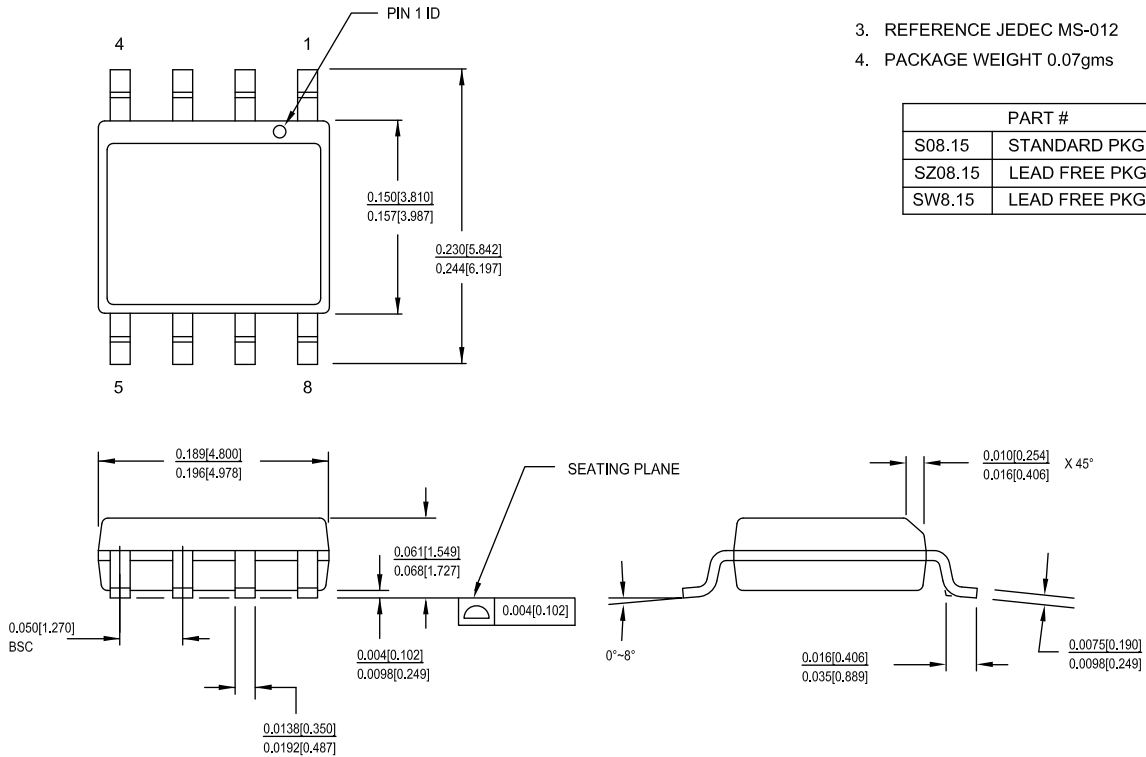 PIN 1 ID
4
1
3. REFERENCE JEDEC MS-012
4. PACKAGE WEIGHT 0.07gms
PART #
S08.15 STANDARD PKG
SZ08.15 LEAD FREE PKG
SW8.15 LEAD FREE PKG
0.150[3.810]
0.157[3.987]
0.230[5.842]
0.244[6.197]
5
8
0.189[4.800]
0.196[4.978]
SEATING PLANE
0.010[0.254]
0.016[0.406]
X 45°
0.061[1.549]
0.068[1.727]
0.004[0.102]
0.050[1.270]
BSC
0.004[0.102]
0.0098[0.249]
0°~8°
0.016[0.406]
0.035[0.889]
0.0075[0.190]
0.0098[0.249]
0.0138[0.350]
0.0192[0.487]